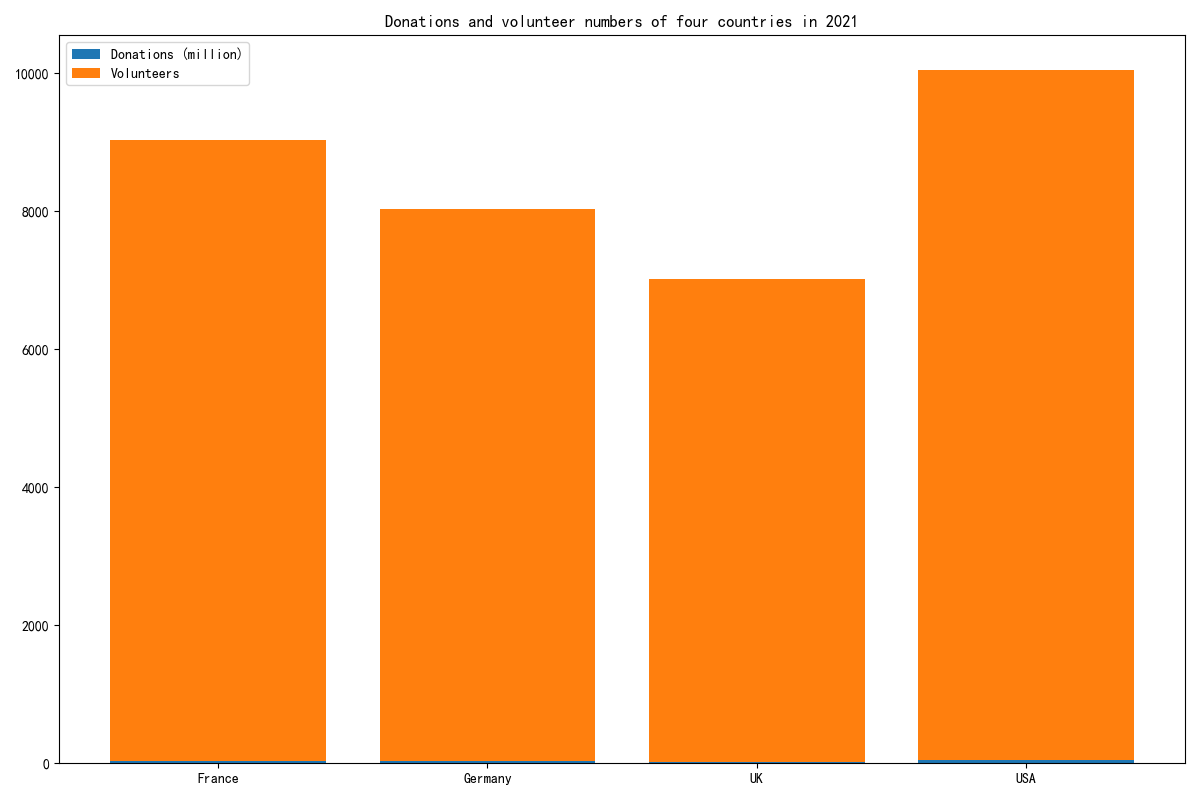 Donations and volunteer numbers of four countries in 2021
Donations (million)
Volunteers
10000
8000
6000
4000
2000
0
France Germany UK USA